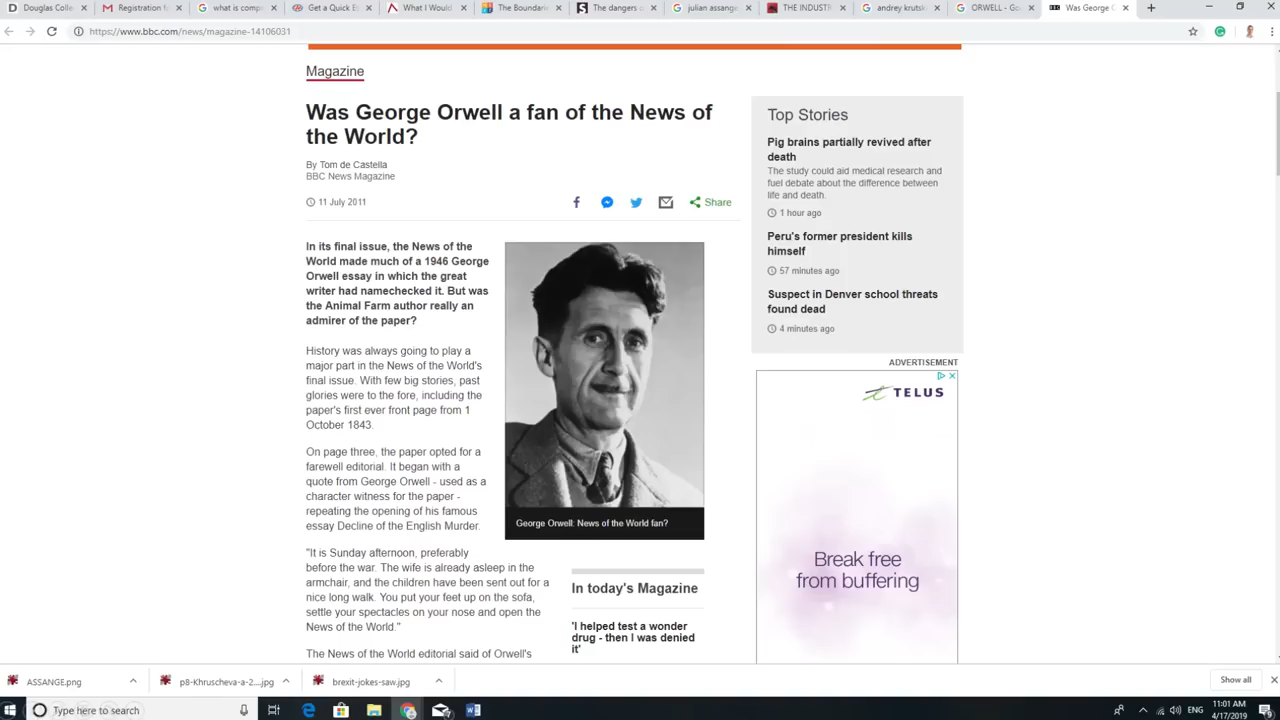 Douglas Colle
Registration fo
what is comp
Get a Quick E
What I Would
The Boundarie
The dangers o
julian assange
THE INDUSTR
andrey krutsk
ORWELL - Go
Was George O
https://www.bbc.com/news/magazine-14106031
Magazine
Was George Orwell a fan of the News of
the World?
By Tom de Castella
BBC News Magazine
11 July 2011
Share
In its final issue, the News of the
World made much of a 1946 George
Orwell essay in which the great
writer had namechecked it. But was
the Animal Farm author really an
admirer of the paper?
History was always going to play a
major part in the News of the World's
final issue. With few big stories, past
glories were to the fore, including the
paper's first ever front page from 1
October 1843.
On page three, the paper opted for a
farewell editorial. It began with a
quote from George Orwell - used as a
character witness for the paper -
repeating the opening of his famous
essay Decline of the English Murder.
"It is Sunday afternoon, preferably
before the war. The wife is already asleep in the
armchair, and the children have been sent out for a
nice long walk. You put your feet up on the sofa,
settle your spectacles on your nose and open the
News of the World."
The News of the World editorial said of Orwell's
George Orwell: News of the World fan?
In today's Magazine
'I helped test a wonder
drug - then I was denied
it'
Top Stories
Pig brains partially revived after
death
The study could aid medical research and
fuel debate about the difference between
life and death.
1 hour ago
Peru's former president kills
himself
57 minutes ago
Suspect in Denver school threats
found dead
4 minutes ago
ADVERTISEMENT
TELUS
Break free
from buffering
ASSANGE.png
p8-Khruscheva-a-2....jpg
brexit-jokes-saw.jpg
Show all
Type here to search
ENG
11:01 AM
4/17/2019